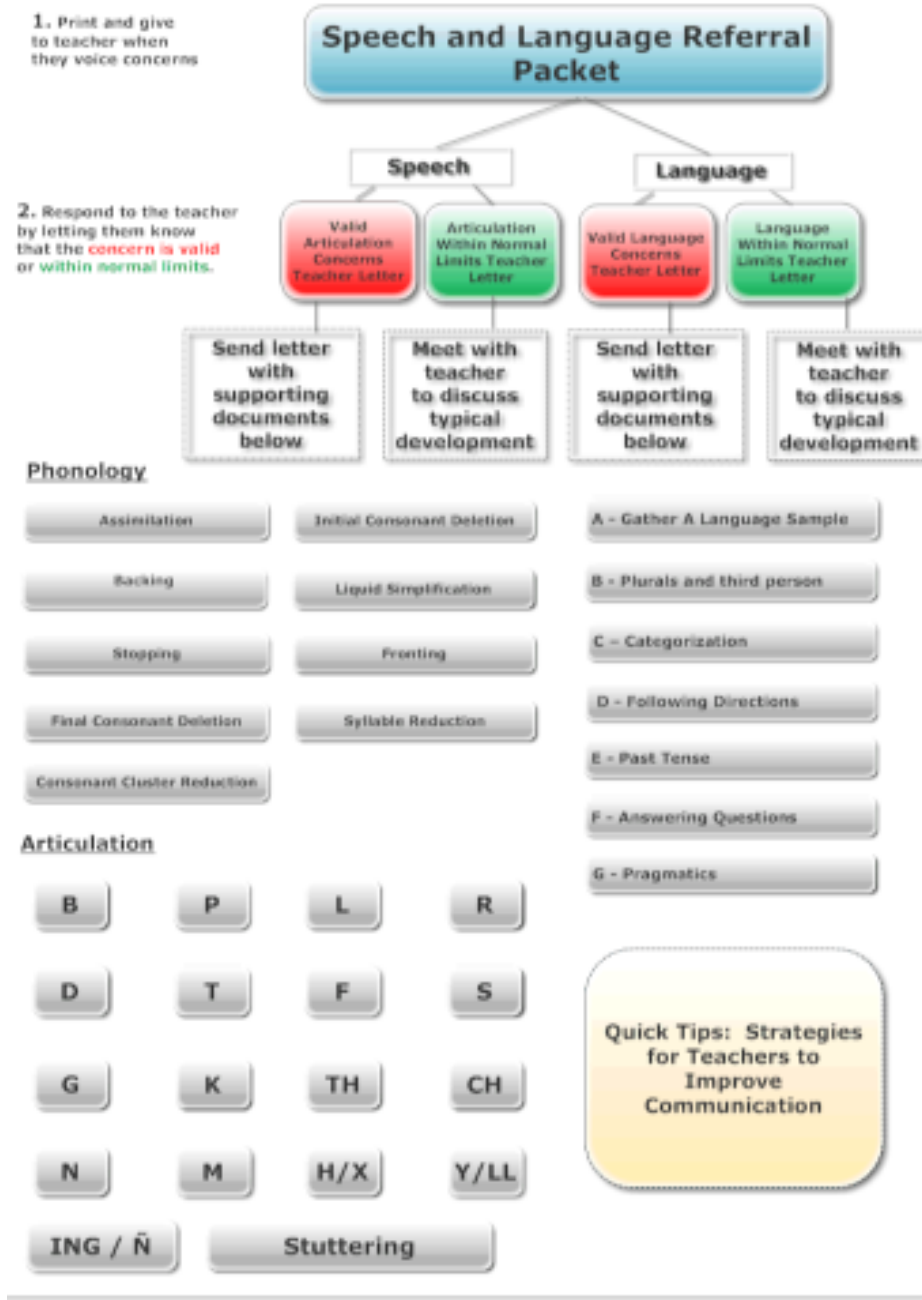 1. Print and give
to teacher when
they voice concerns
Speech and Language Referral
Packet
Speech
Language
2. Respond to the teacher
by letting them know
that the concern is valid
or within normal limits.
Valid
Articulation
Concerns
Teacher Letter
Articulation
Within Normal
Limits Teacher
Letter
Valid Language
Concerns
Teacher Letter
Language
Within Normal
Limits Teacher
Letter
Send letter
with
supporting
documents
below
Meet with
teacher
to discuss
typical
development
Send letter
with
supporting
documents
below
Meet with
teacher
to discuss
typical
development
Phonology
Assimilation
Initial Consonant Deletion
Backing
Liquid Simplification
Stopping
Fronting
Final Consonant Deletion
Syllable Reduction
Consonant Cluster Reduction
A - Gather A Language Sample
B - Plurals and third person
C – Categorization
D - Following Directions
E - Past Tense
F - Answering Questions
G - Pragmatics
Articulation
B P L R
D T F S
G K TH CH
N M H/X Y/LL
ING / Ñ Stuttering
Quick Tips: Strategies
for Teachers to
Improve
Communication